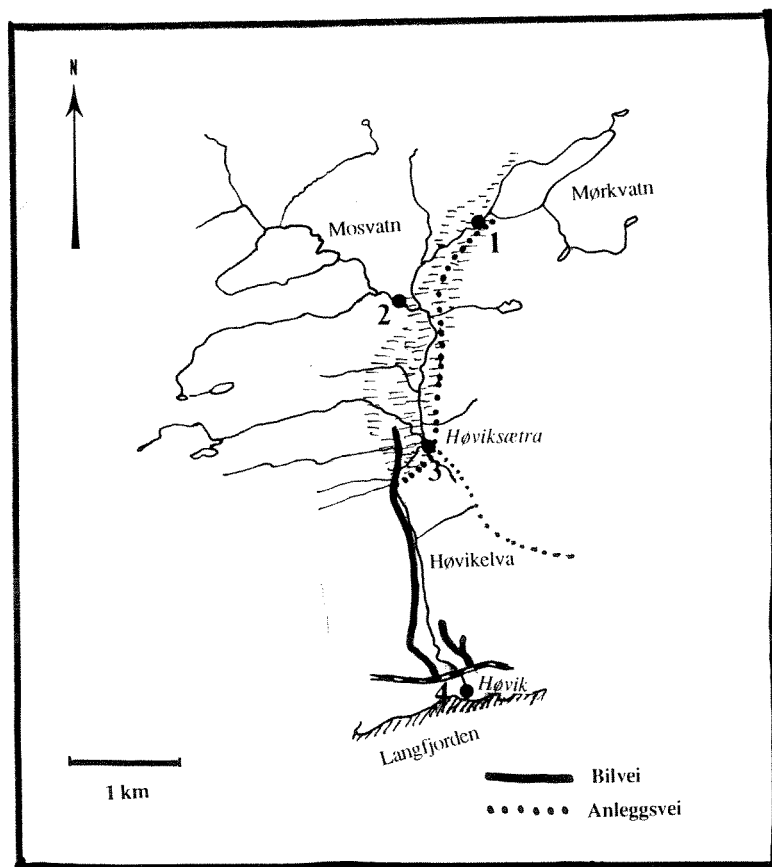 N
Mørkvatn
Mosvatn
1
2
Høviksætra
3
Høvikelva
4
Høvik
Langfjorden
1 km
Bilvei
Anleggsvei